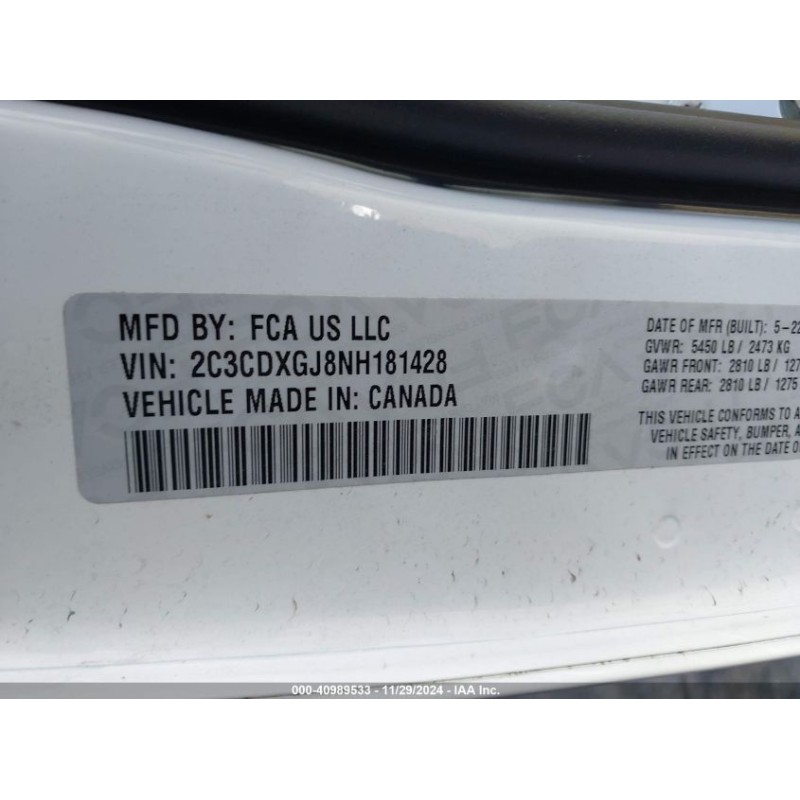 MFD BY: FCA US LLC
VIN: 2C3CDXGJ8NH181428
VEHICLE MADE IN: CANADA
DATE OF MFR (BUILT): 5-22
GVWR: 5450 LB / 2473 KG
GAWR FRONT: 2810 LB / 127
GAWR REAR: 2810 LB / 1275
THIS VEHICLE CONFORMS TO A
VEHICLE SAFETY, BUMPER, A
IN EFFECT ON THE DATE OF
000-40989533 - 11/29/2024 - IAA Inc.